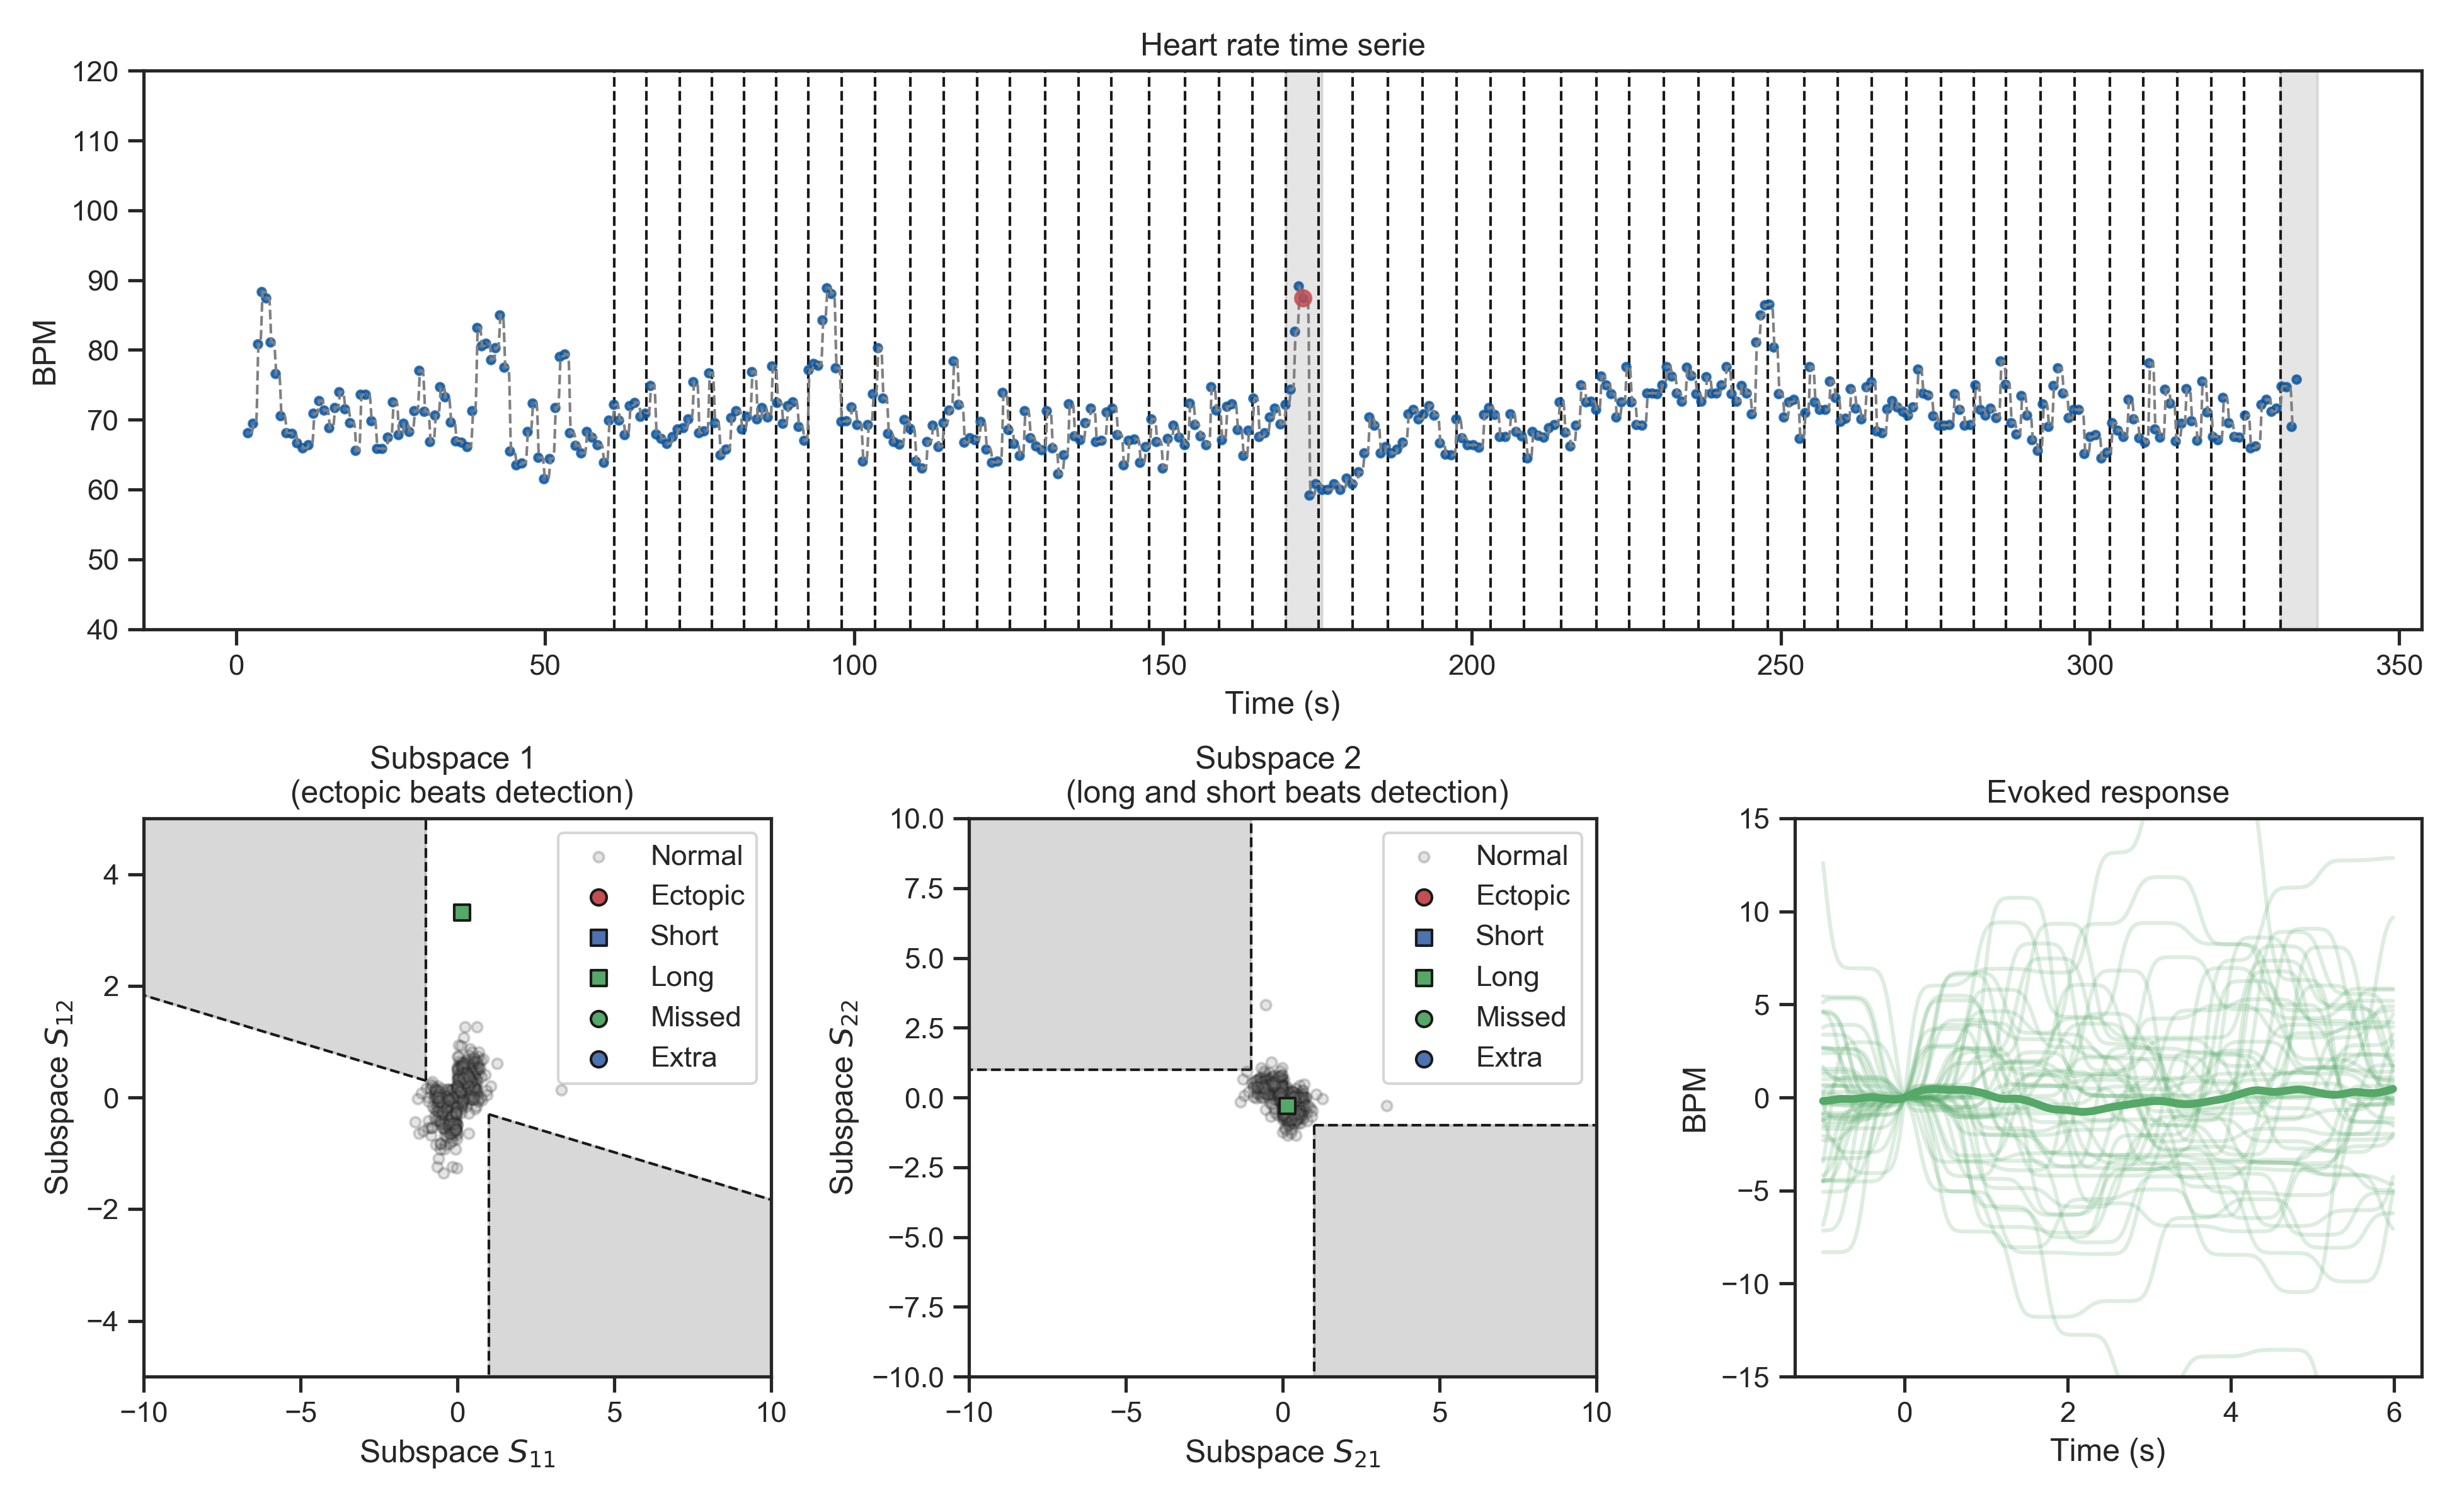 Heart rate time serie
120
110
100
90
80
70
60
50
40
BPM
0 50 100 150 200 250 300 350
Time (s)
Subspace 1
(ectopic beats detection)
4
2
0
−2
−4
Subspace S12
−10 −5 0 5 10
Subspace S11
Normal
Ectopic
Short
Long
Missed
Extra
Subspace 2
(long and short beats detection)
10.0
7.5
5.0
2.5
0.0
−2.5
−5.0
−7.5
−10.0
Subspace S22
−10 −5 0 5 10
Subspace S21
Normal
Ectopic
Short
Long
Missed
Extra
Evoked response
15
10
5
0
−5
−10
−15
BPM
0 2 4 6
Time (s)